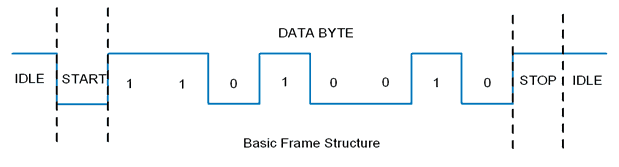 DATA BYTE
IDLE START 1 1 0 1 0 0 1 0 STOP IDLE
Basic Frame Structure